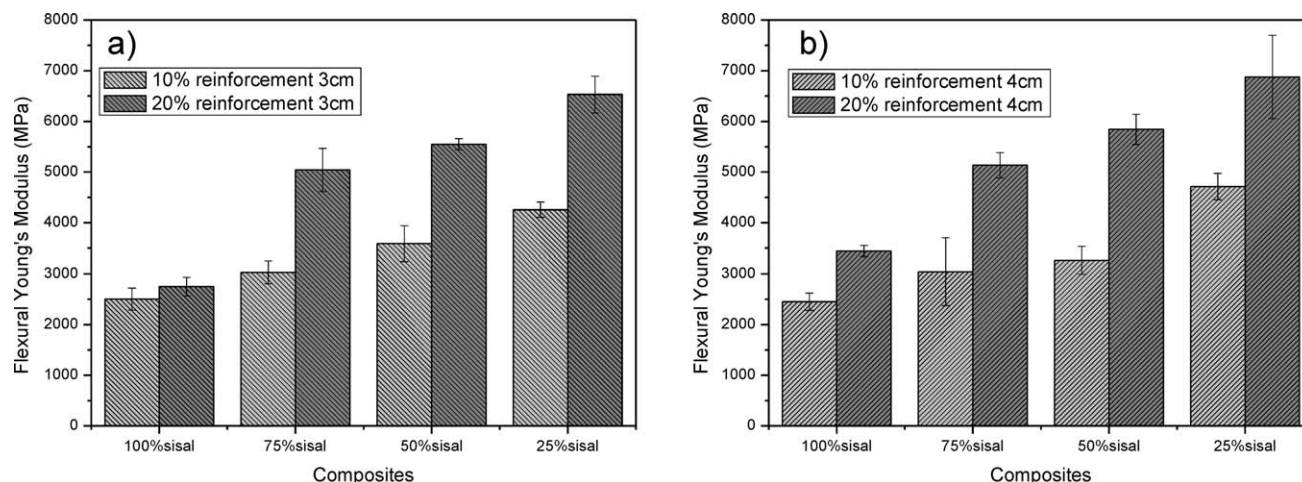 a)
10% reinforcement 3cm
20% reinforcement 3cm
Flexural Young's Modulus (MPa)
8000
7000
6000
5000
4000
3000
2000
1000
0
100%sisal 75%sisal 50%sisal 25%sisal
Composites
b)
10% reinforcement 4cm
20% reinforcement 4cm
Flexural Young's Modulus (MPa)
8000
7000
6000
5000
4000
3000
2000
1000
0
100%sisal 75%sisal 50%sisal 25%sisal
Composites